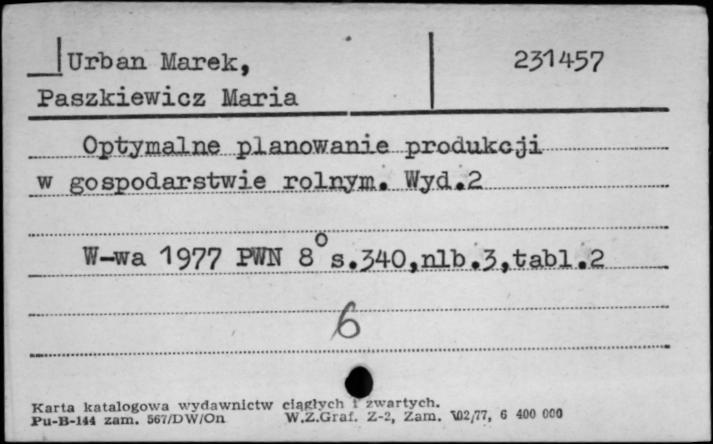 Urban Marek, 231457
Paszkiewicz Maria
Optymalne planowanie produkcji
w gospodarstwie rolnym. Wyd.2
W-wa 1977 PWN 8° s.340,nlb.3,tabl.2
6
Karta katalogowa wydawnictw ciągłych i zwartych.
Pu-B-144 zam. 567/DW/On W.Z.Graf. Z-2, Zam. 102/77, 6 400 000